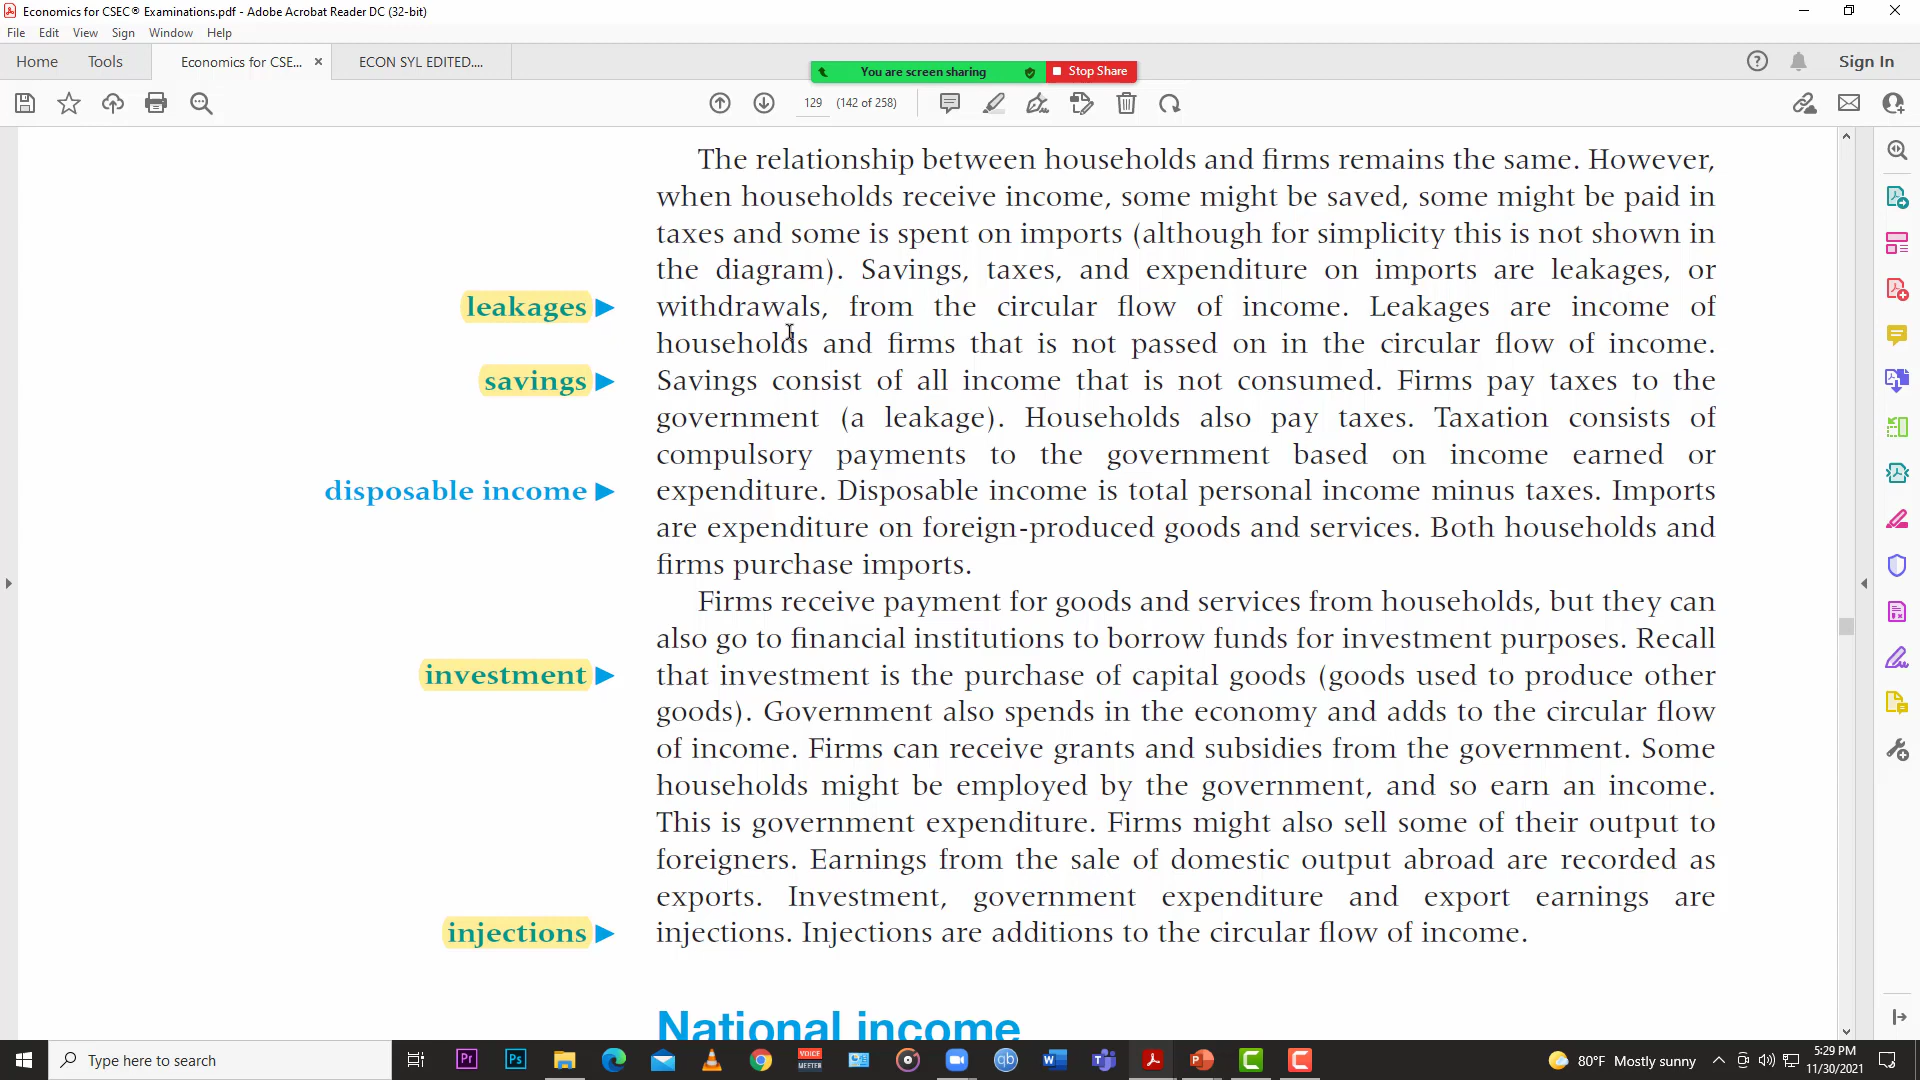 Economics for CSEC® Examinations.pdf - Adobe Acrobat Reader DC (32-bit)
File Edit View Sign Window Help
Home Tools Economics for CSE... × ECON SYL EDITED.... Sign In
You are screen sharing Stop Share
129 (142 of 258)
The relationship between households and firms remains the same. However,
when households receive income, some might be saved, some might be paid in
taxes and some is spent on imports (although for simplicity this is not shown in
the diagram). Savings, taxes, and expenditure on imports are leakages, or
leakages ▶ withdrawals, from the circular flow of income. Leakages are income of
households and firms that is not passed on in the circular flow of income.
savings ▶ Savings consist of all income that is not consumed. Firms pay taxes to the
government (a leakage). Households also pay taxes. Taxation consists of
compulsory payments to the government based on income earned or
disposable income ▶ expenditure. Disposable income is total personal income minus taxes. Imports
are expenditure on foreign-produced goods and services. Both households and
firms purchase imports.
Firms receive payment for goods and services from households, but they can
also go to financial institutions to borrow funds for investment purposes. Recall
investment ▶ that investment is the purchase of capital goods (goods used to produce other
goods). Government also spends in the economy and adds to the circular flow
of income. Firms can receive grants and subsidies from the government. Some
households might be employed by the government, and so earn an income.
This is government expenditure. Firms might also sell some of their output to
foreigners. Earnings from the sale of domestic output abroad are recorded as
exports. Investment, government expenditure and export earnings are
injections ▶ injections. Injections are additions to the circular flow of income.
National income
Type here to search Pr Ps VOICE MEETER qb W 80°F Mostly sunny 5:29 PM
11/30/2021